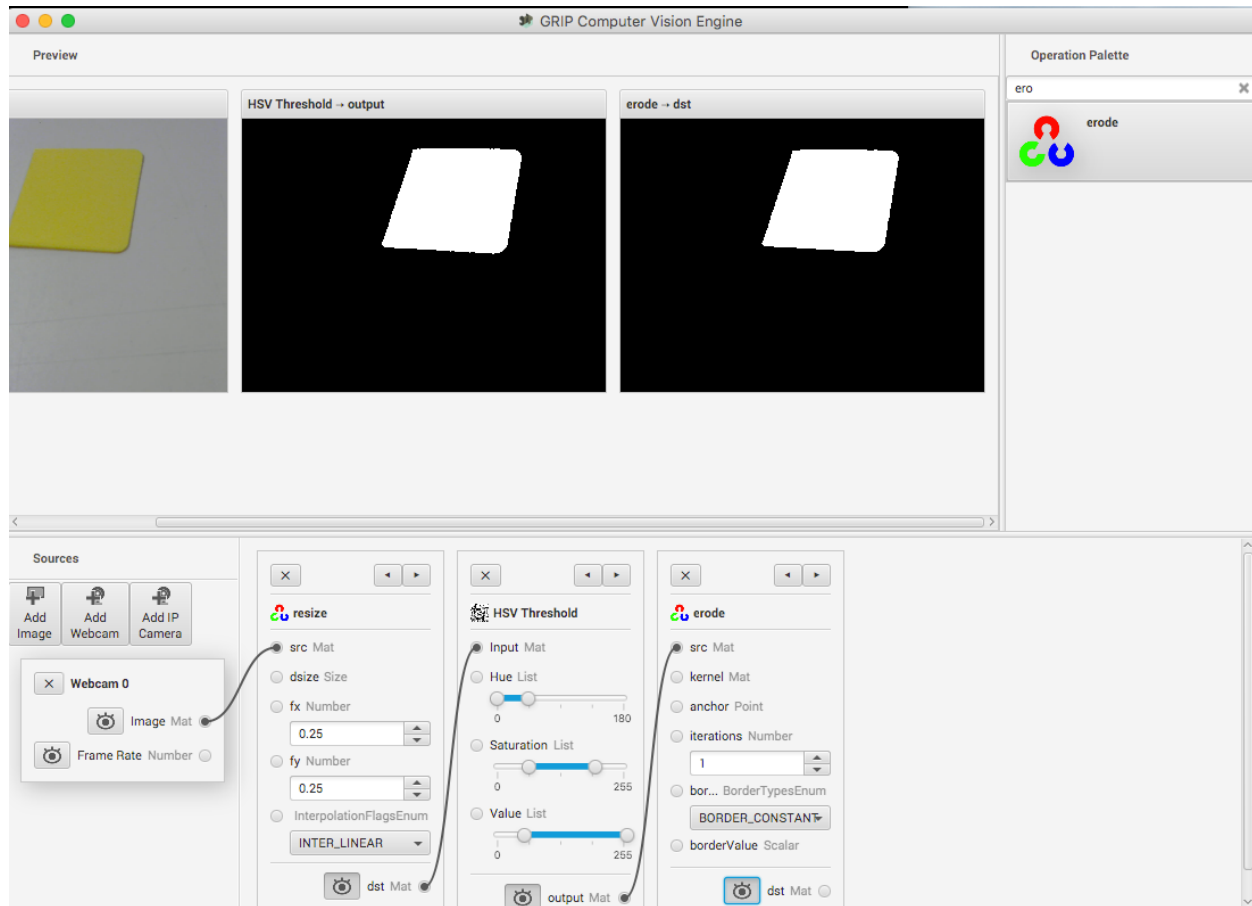 GRIP Computer Vision Engine
Preview
Operation Palette
ero
erode
HSV Threshold → output
erode → dst
Sources
Add Image
Add Webcam
Add IP Camera
Webcam 0
Image Mat
Frame Rate Number
resize
src Mat
dsize Size
fx Number
0.25
fy Number
0.25
InterpolationFlagsEnum
INTER_LINEAR
dst Mat
HSV Threshold
Input Mat
Hue List
0 180
Saturation List
0 255
Value List
0 255
output Mat
erode
src Mat
kernel Mat
anchor Point
iterations Number
1
bor... BorderTypesEnum
BORDER_CONSTANT
borderValue Scalar
dst Mat